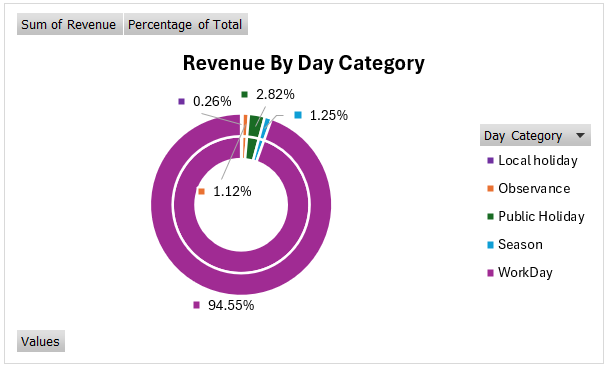 Sum of Revenue Percentage of Total
Revenue By Day Category
0.26%
2.82%
1.25%
1.12%
94.55%
Day Category
Local holiday
Observance
Public Holiday
Season
WorkDay
Values